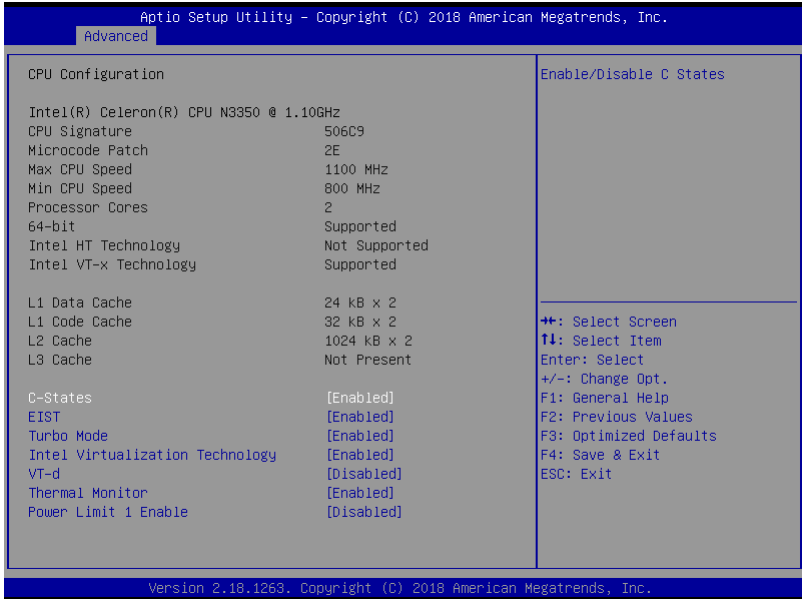 Aptio Setup Utility – Copyright (C) 2018 American Megatrends, Inc.
Advanced
CPU Configuration
Intel(R) Celeron(R) CPU N3350 @ 1.10GHz
CPU Signature 506C9
Microcode Patch 2E
Max CPU Speed 1100 MHz
Min CPU Speed 800 MHz
Processor Cores 2
64-bit Supported
Intel HT Technology Not Supported
Intel VT-x Technology Supported
L1 Data Cache 24 kB x 2
L1 Code Cache 32 kB x 2
L2 Cache 1024 kB x 2
L3 Cache Not Present
C-States [Enabled]
EIST [Enabled]
Turbo Mode [Enabled]
Intel Virtualization Technology [Enabled]
VT-d [Disabled]
Thermal Monitor [Enabled]
Power Limit 1 Enable [Disabled]
Enable/Disable C States
→←: Select Screen
↑↓: Select Item
Enter: Select
+/-: Change Opt.
F1: General Help
F2: Previous Values
F3: Optimized Defaults
F4: Save & Exit
ESC: Exit
Version 2.18.1263. Copyright (C) 2018 American Megatrends, Inc.